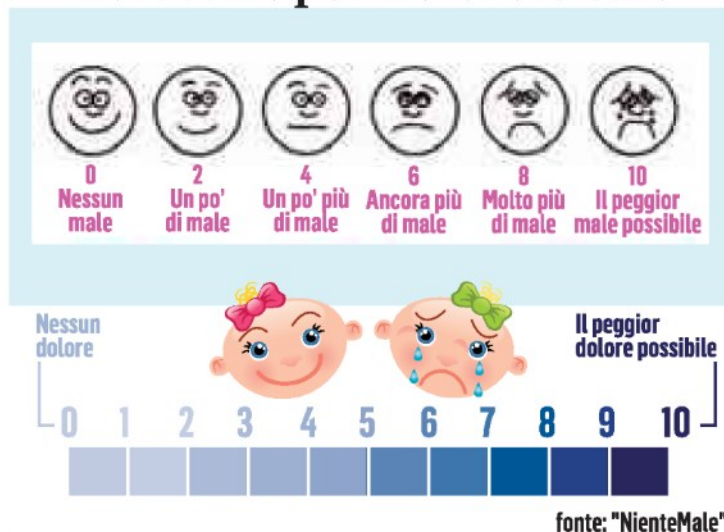 0 2 4 6 8 10
Nessun Un po' Un po' più Ancora più Molto più Il peggior
male di male di male di male di male male possibile
Nessun Il peggior
dolore dolore possibile
0 1 2 3 4 5 6 7 8 9 10
fonte: "NienteMale"